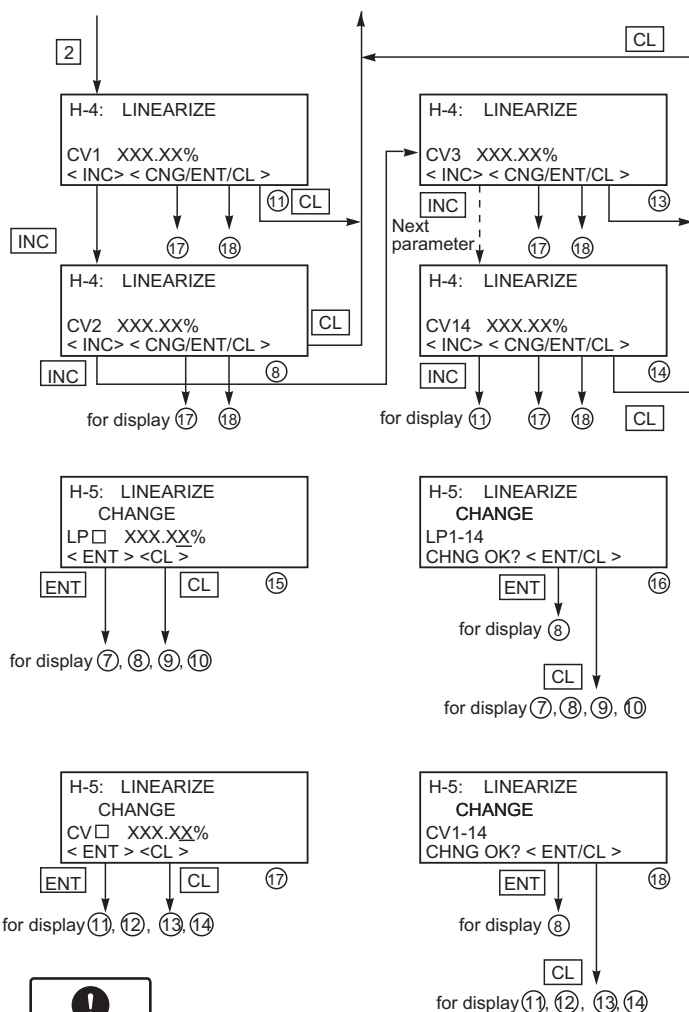 2
CL
H-4: LINEARIZE
CV1 XXX.XX%
< INC> < CNG/ENT/CL >
⑪
CL
INC
⑰ ⑱
H-4: LINEARIZE
CV2 XXX.XX%
< INC> < CNG/ENT/CL >
CL
INC
⑧
for display ⑰ ⑱
H-4: LINEARIZE
CV3 XXX.XX%
< INC> < CNG/ENT/CL >
INC
⑬
Next
parameter
⑰ ⑱
H-4: LINEARIZE
CV14 XXX.XX%
< INC> < CNG/ENT/CL >
INC
⑭
for display ⑪ ⑰ ⑱
CL
H-5: LINEARIZE
CHANGE
LP□ XXX.XX%
< ENT > <CL >
ENT CL ⑮
for display ⑦, ⑧, ⑨, ⑩
H-5: LINEARIZE
CHANGE
LP1-14
CHNG OK? < ENT/CL >
ENT ⑯
for display ⑧
CL
for display ⑦, ⑧, ⑨, ⑩
H-5: LINEARIZE
CHANGE
CV□ XXX.XX%
< ENT > <CL >
ENT CL ⑰
for display ⑪, ⑫, ⑬, ⑭
H-5: LINEARIZE
CHANGE
CV1-14
CHNG OK? < ENT/CL >
ENT ⑱
for display ⑧
CL
for display ⑪, ⑫, ⑬, ⑭